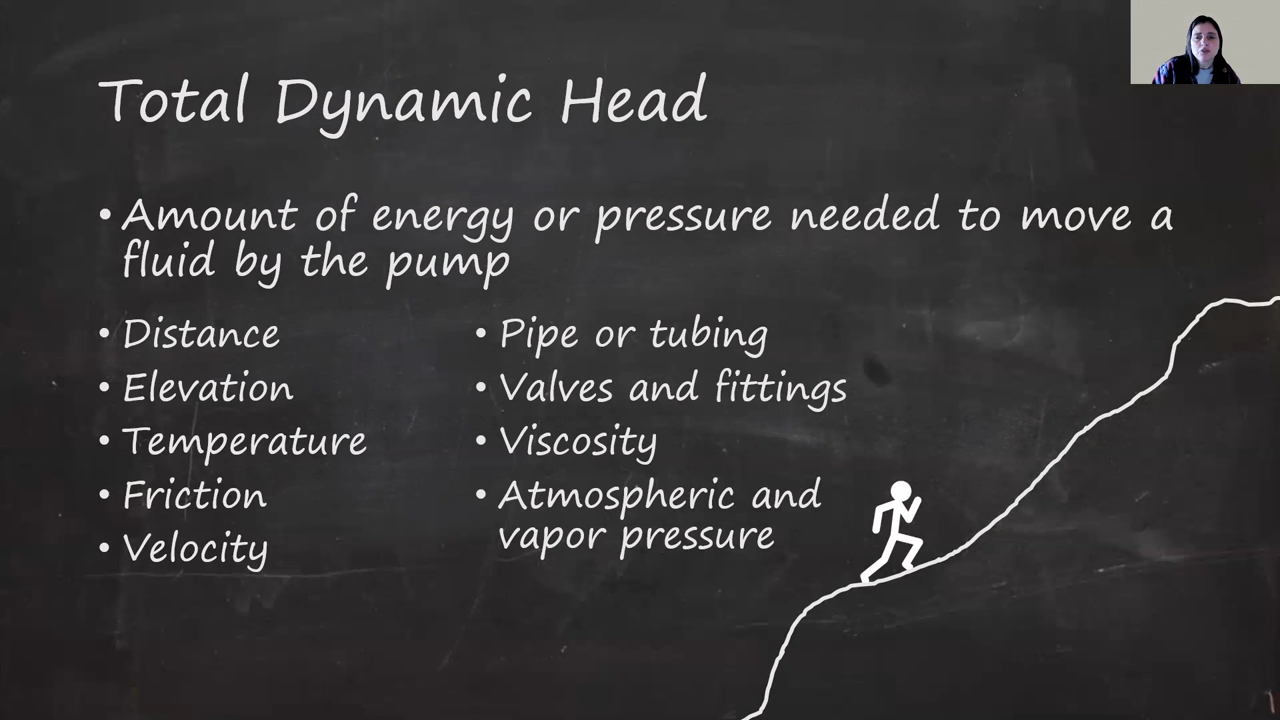 Total Dynamic Head
• Amount of energy or pressure needed to move a
fluid by the pump
• Distance
• Elevation
• Temperature
• Friction
• Velocity
• Pipe or tubing
• Valves and fittings
• Viscosity
• Atmospheric and
vapor pressure